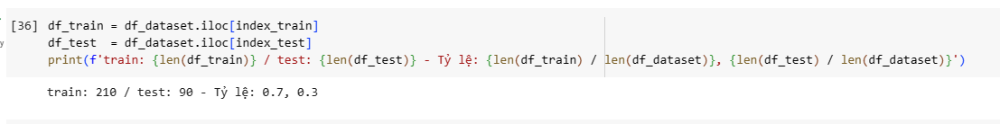 [36] df_train = df_dataset.iloc[index_train]
df_test  = df_dataset.iloc[index_test]
print(f'train: {len(df_train)} / test: {len(df_test)} - Tỷ lệ: {len(df_train) / len(df_dataset)}, {len(df_test) / len(df_dataset)}')
train: 210 / test: 90 - Tỷ lệ: 0.7, 0.3